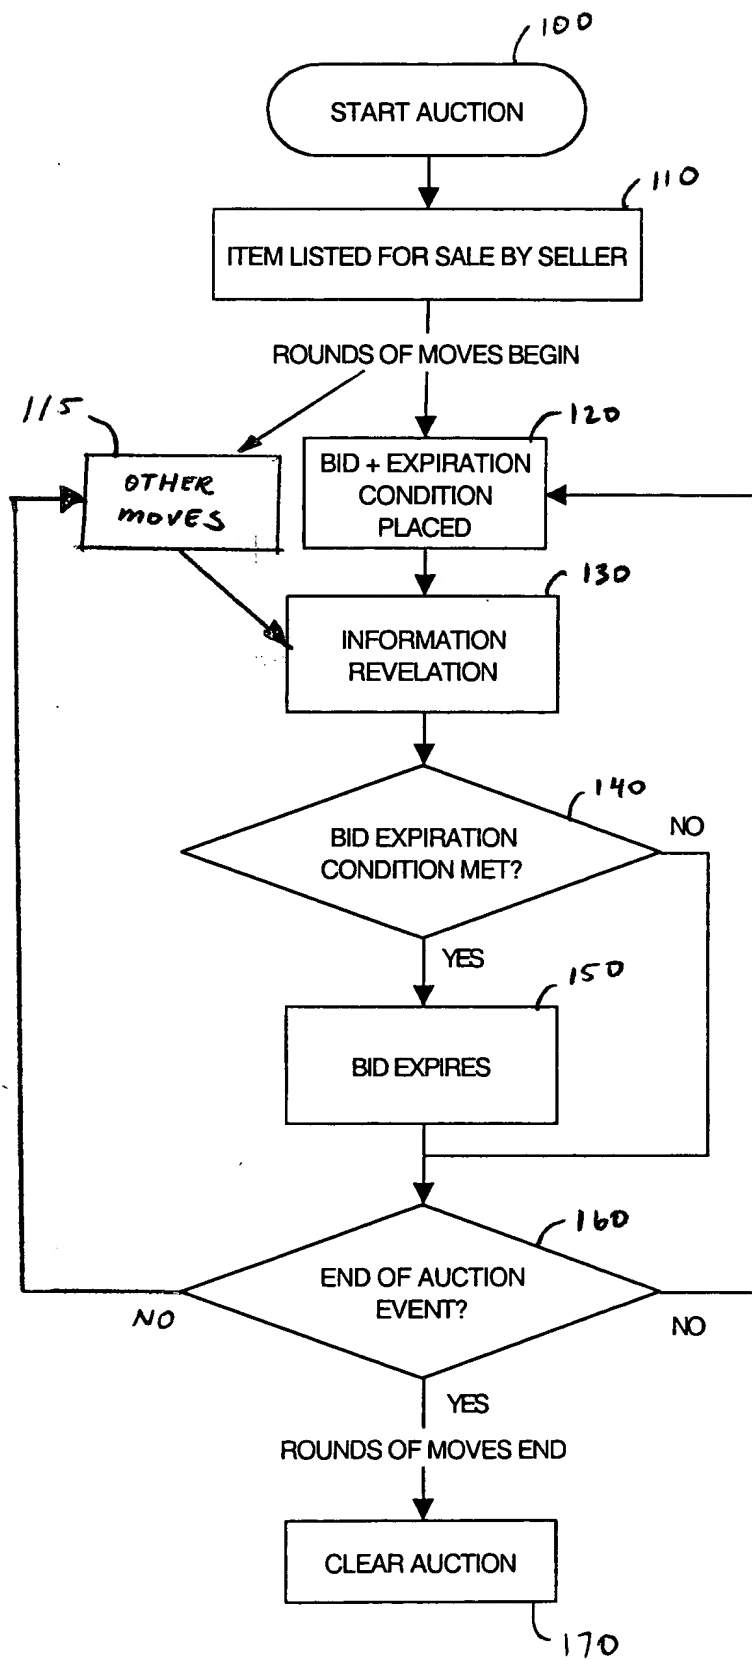 100
START AUCTION
110
ITEM LISTED FOR SALE BY SELLER
ROUNDS OF MOVES BEGIN
115
OTHER
MOVES
120
BID + EXPIRATION
CONDITION
PLACED
130
INFORMATION
REVELATION
140
BID EXPIRATION
CONDITION MET?
NO
YES
150
BID EXPIRES
160
END OF AUCTION
EVENT?
NO
NO
YES
ROUNDS OF MOVES END
CLEAR AUCTION
170